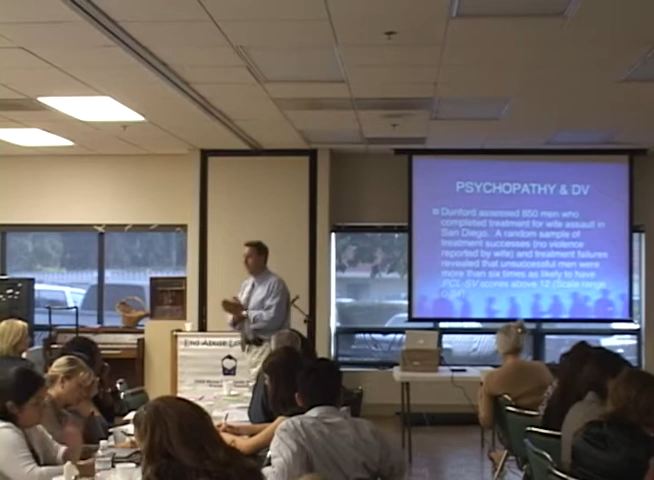 PSYCHOPATHY & DV
Dunford assessed 850 men who
completed treatment for wife assault in
San Diego. A random sample of
treatment successes (no violence
reported by wife) and treatment failures
revealed that unsuccessful men were
more than six times as likely to have
PCL-SV scores above 12 (Scale range
End Abuse